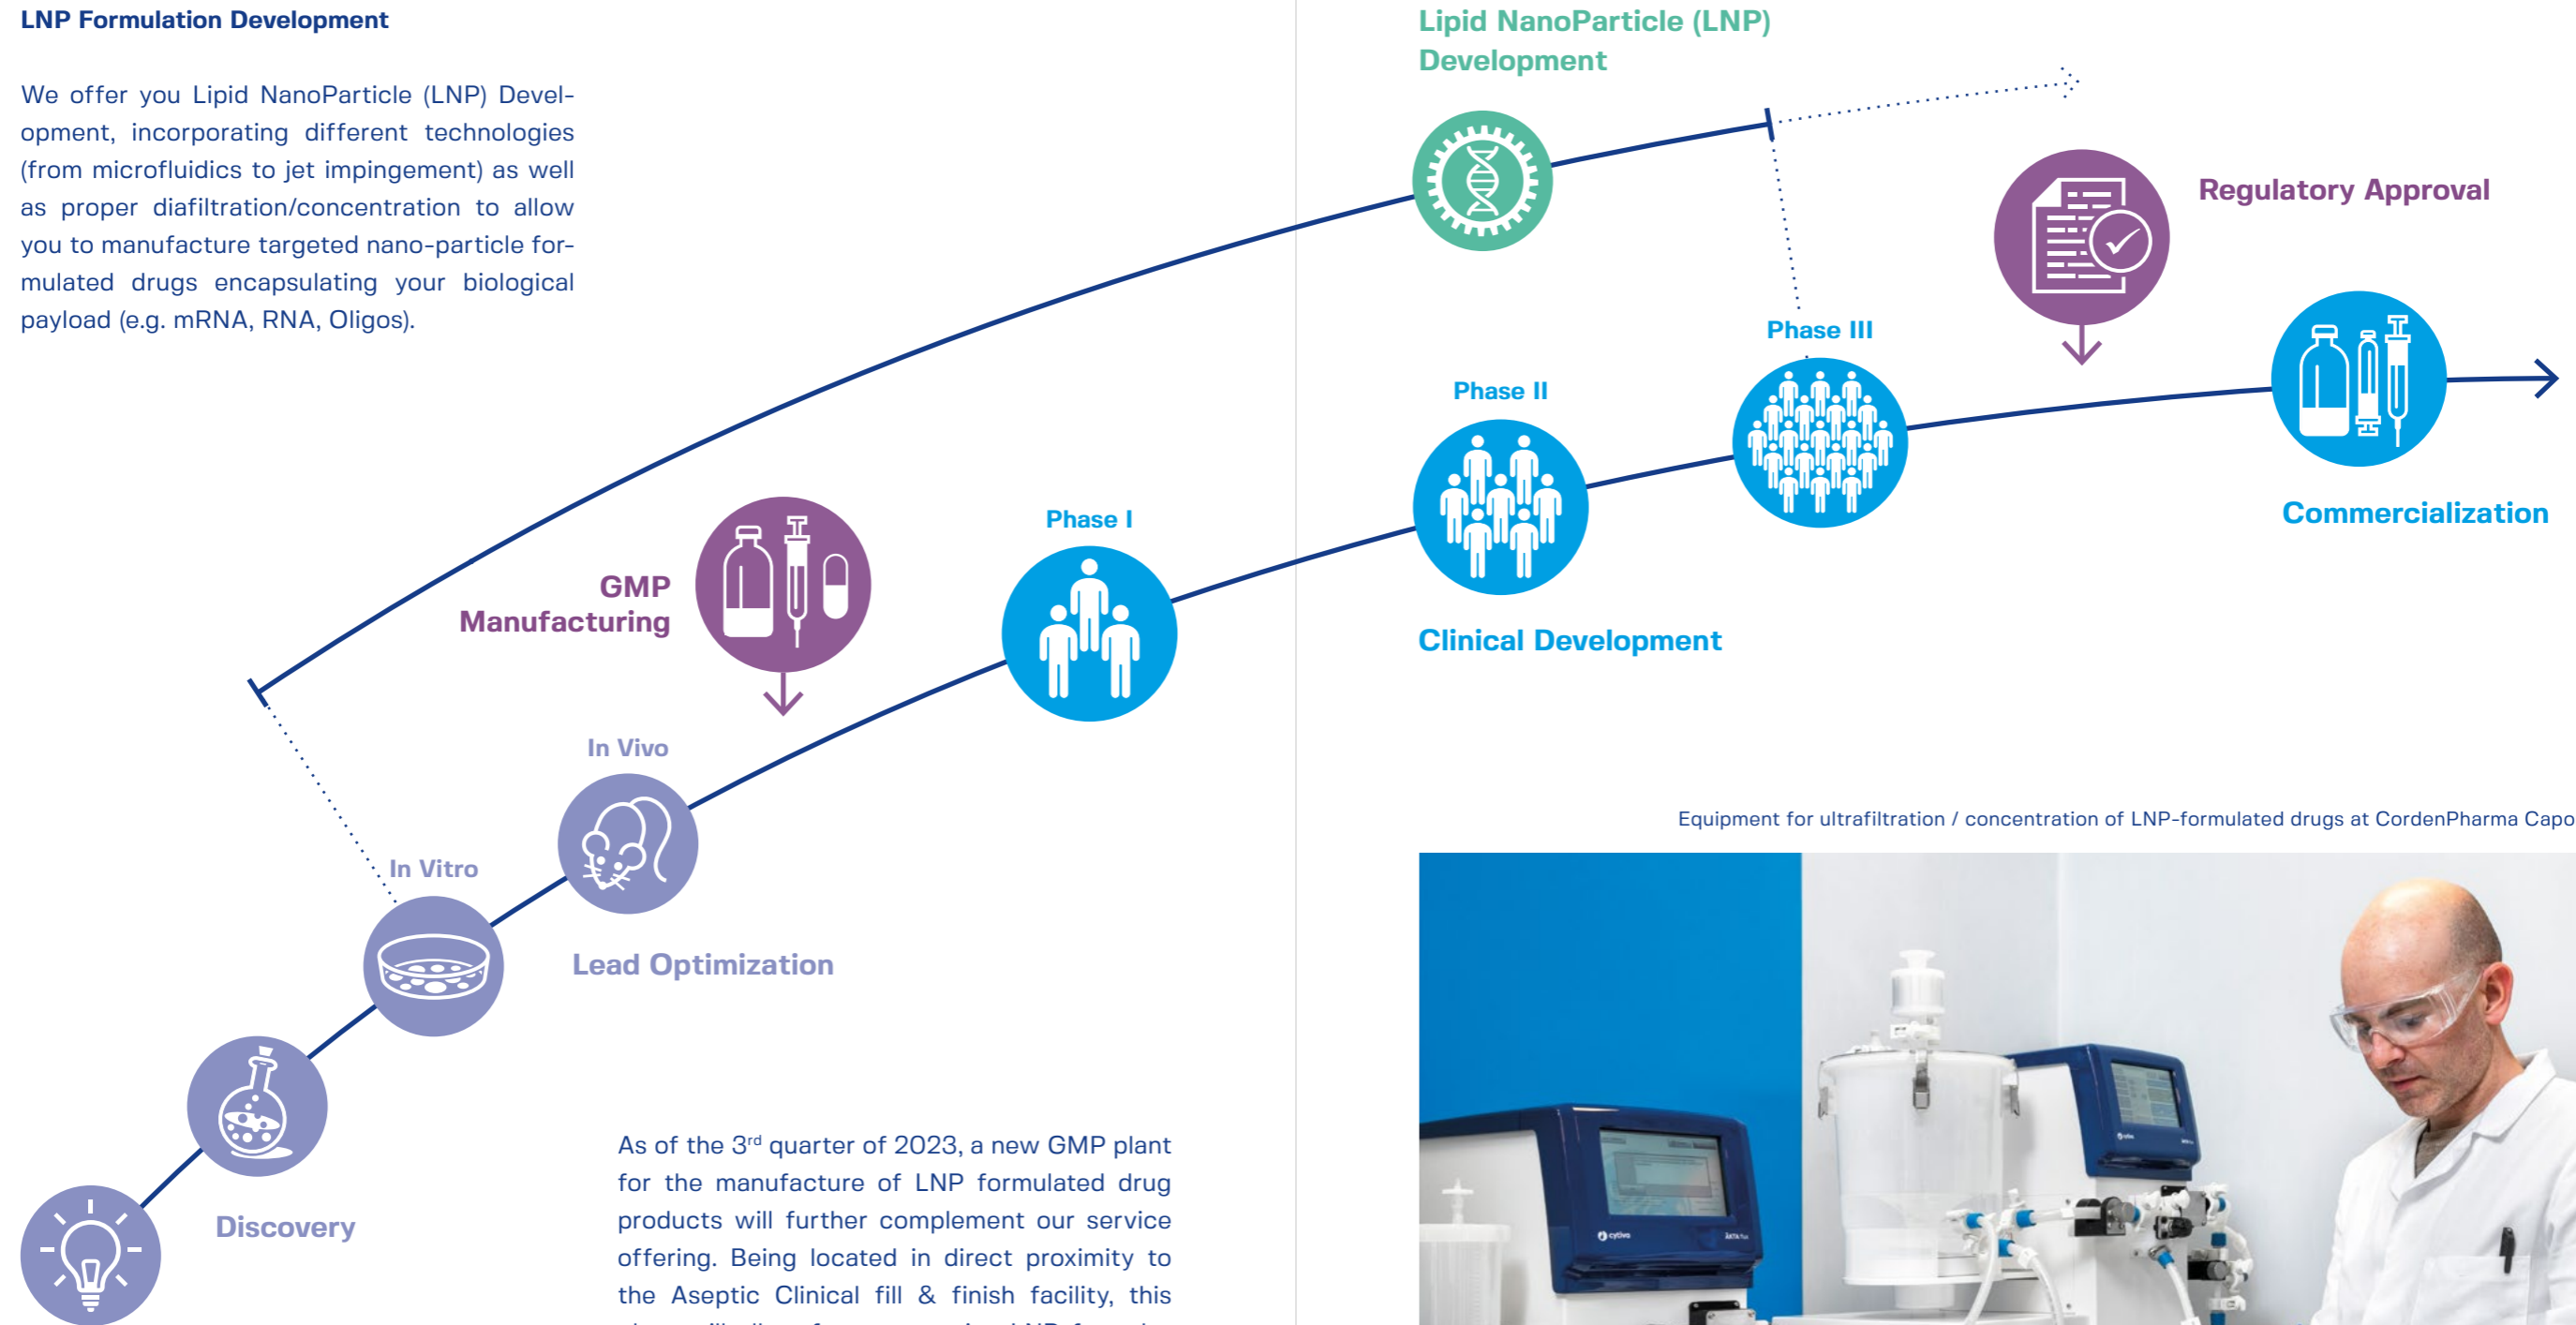 LNP Formulation Development
We offer you Lipid NanoParticle (LNP) Devel-
opment, incorporating different technologies
(from microfluidics to jet impingement) as well
as proper diafiltration/concentration to allow
you to manufacture targeted nano-particle for-
mulated drugs encapsulating your biological
payload (e.g. mRNA, RNA, Oligos).
Lipid NanoParticle (LNP)
Development
Regulatory Approval
Phase III
Phase II
Commercialization
Phase I
GMP
Manufacturing
Clinical Development
In Vivo
In Vitro
Lead Optimization
Discovery
Equipment for ultrafiltration / concentration of LNP-formulated drugs at CordenPharma Capo
As of the 3rd quarter of 2023, a new GMP plant
for the manufacture of LNP formulated drug
products will further complement our service
offering. Being located in direct proximity to
the Aseptic Clinical fill & finish facility, this
cytiva